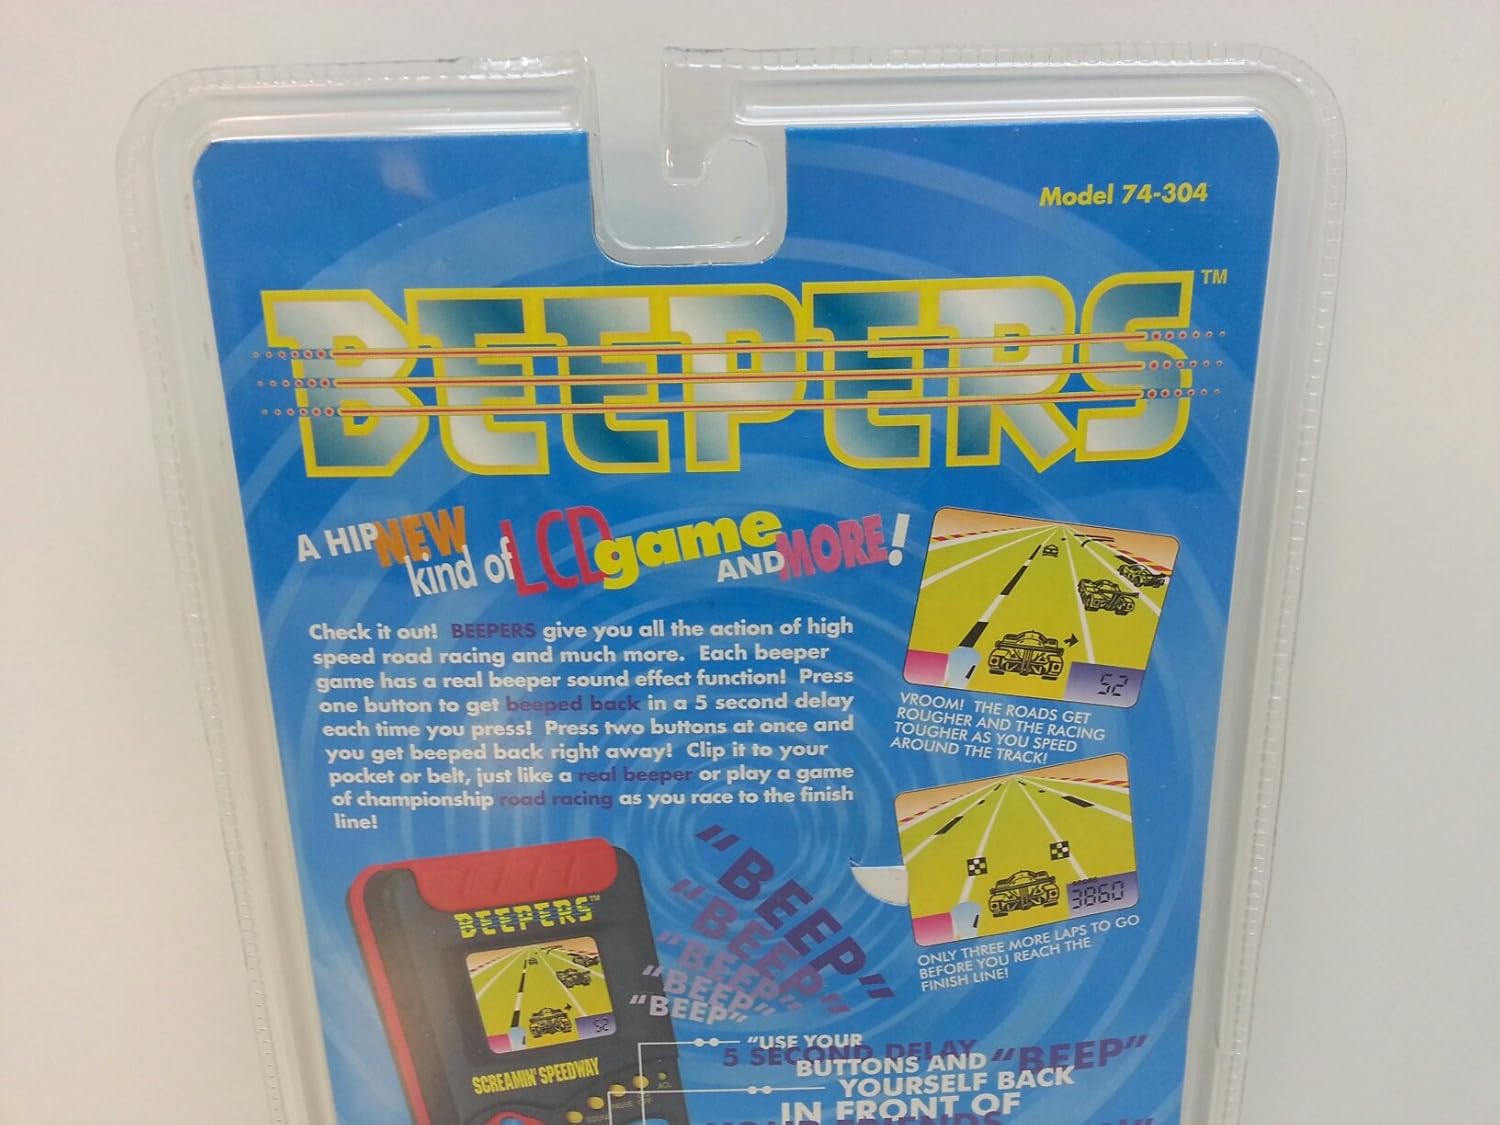 Model 74-304
BEEPERS™
A HIP NEW kind of LCD game AND MORE!
Check it out! BEEPERS give you all the action of high
speed road racing and much more. Each beeper
game has a real beeper sound effect function! Press
one button to get beeped back in a 5 second delay
each time you press! Press two buttons at once and
you get beeped back right away! Clip it to your
pocket or belt, just like a real beeper or play a game
of championship road racing as you race to the finish
line!
52
VROOM! THE ROADS GET
ROUGHER AND THE RACING
TOUGHER AS YOU SPEED
AROUND THE TRACK!
SCORE
3860
ONLY THREE MORE LAPS TO GO
BEFORE YOU REACH THE
FINISH LINE!
BEEPERS™
52
SCREAMIN' SPEEDWAY
ACL
"BEEP"
"BEEP"
"BEEP"
"BEEP"
"BEEP"
"USE YOUR
5 SECOND DELAY "BEEP"
BUTTONS AND
YOURSELF BACK
IN FRONT OF
YOUR FRIENDS